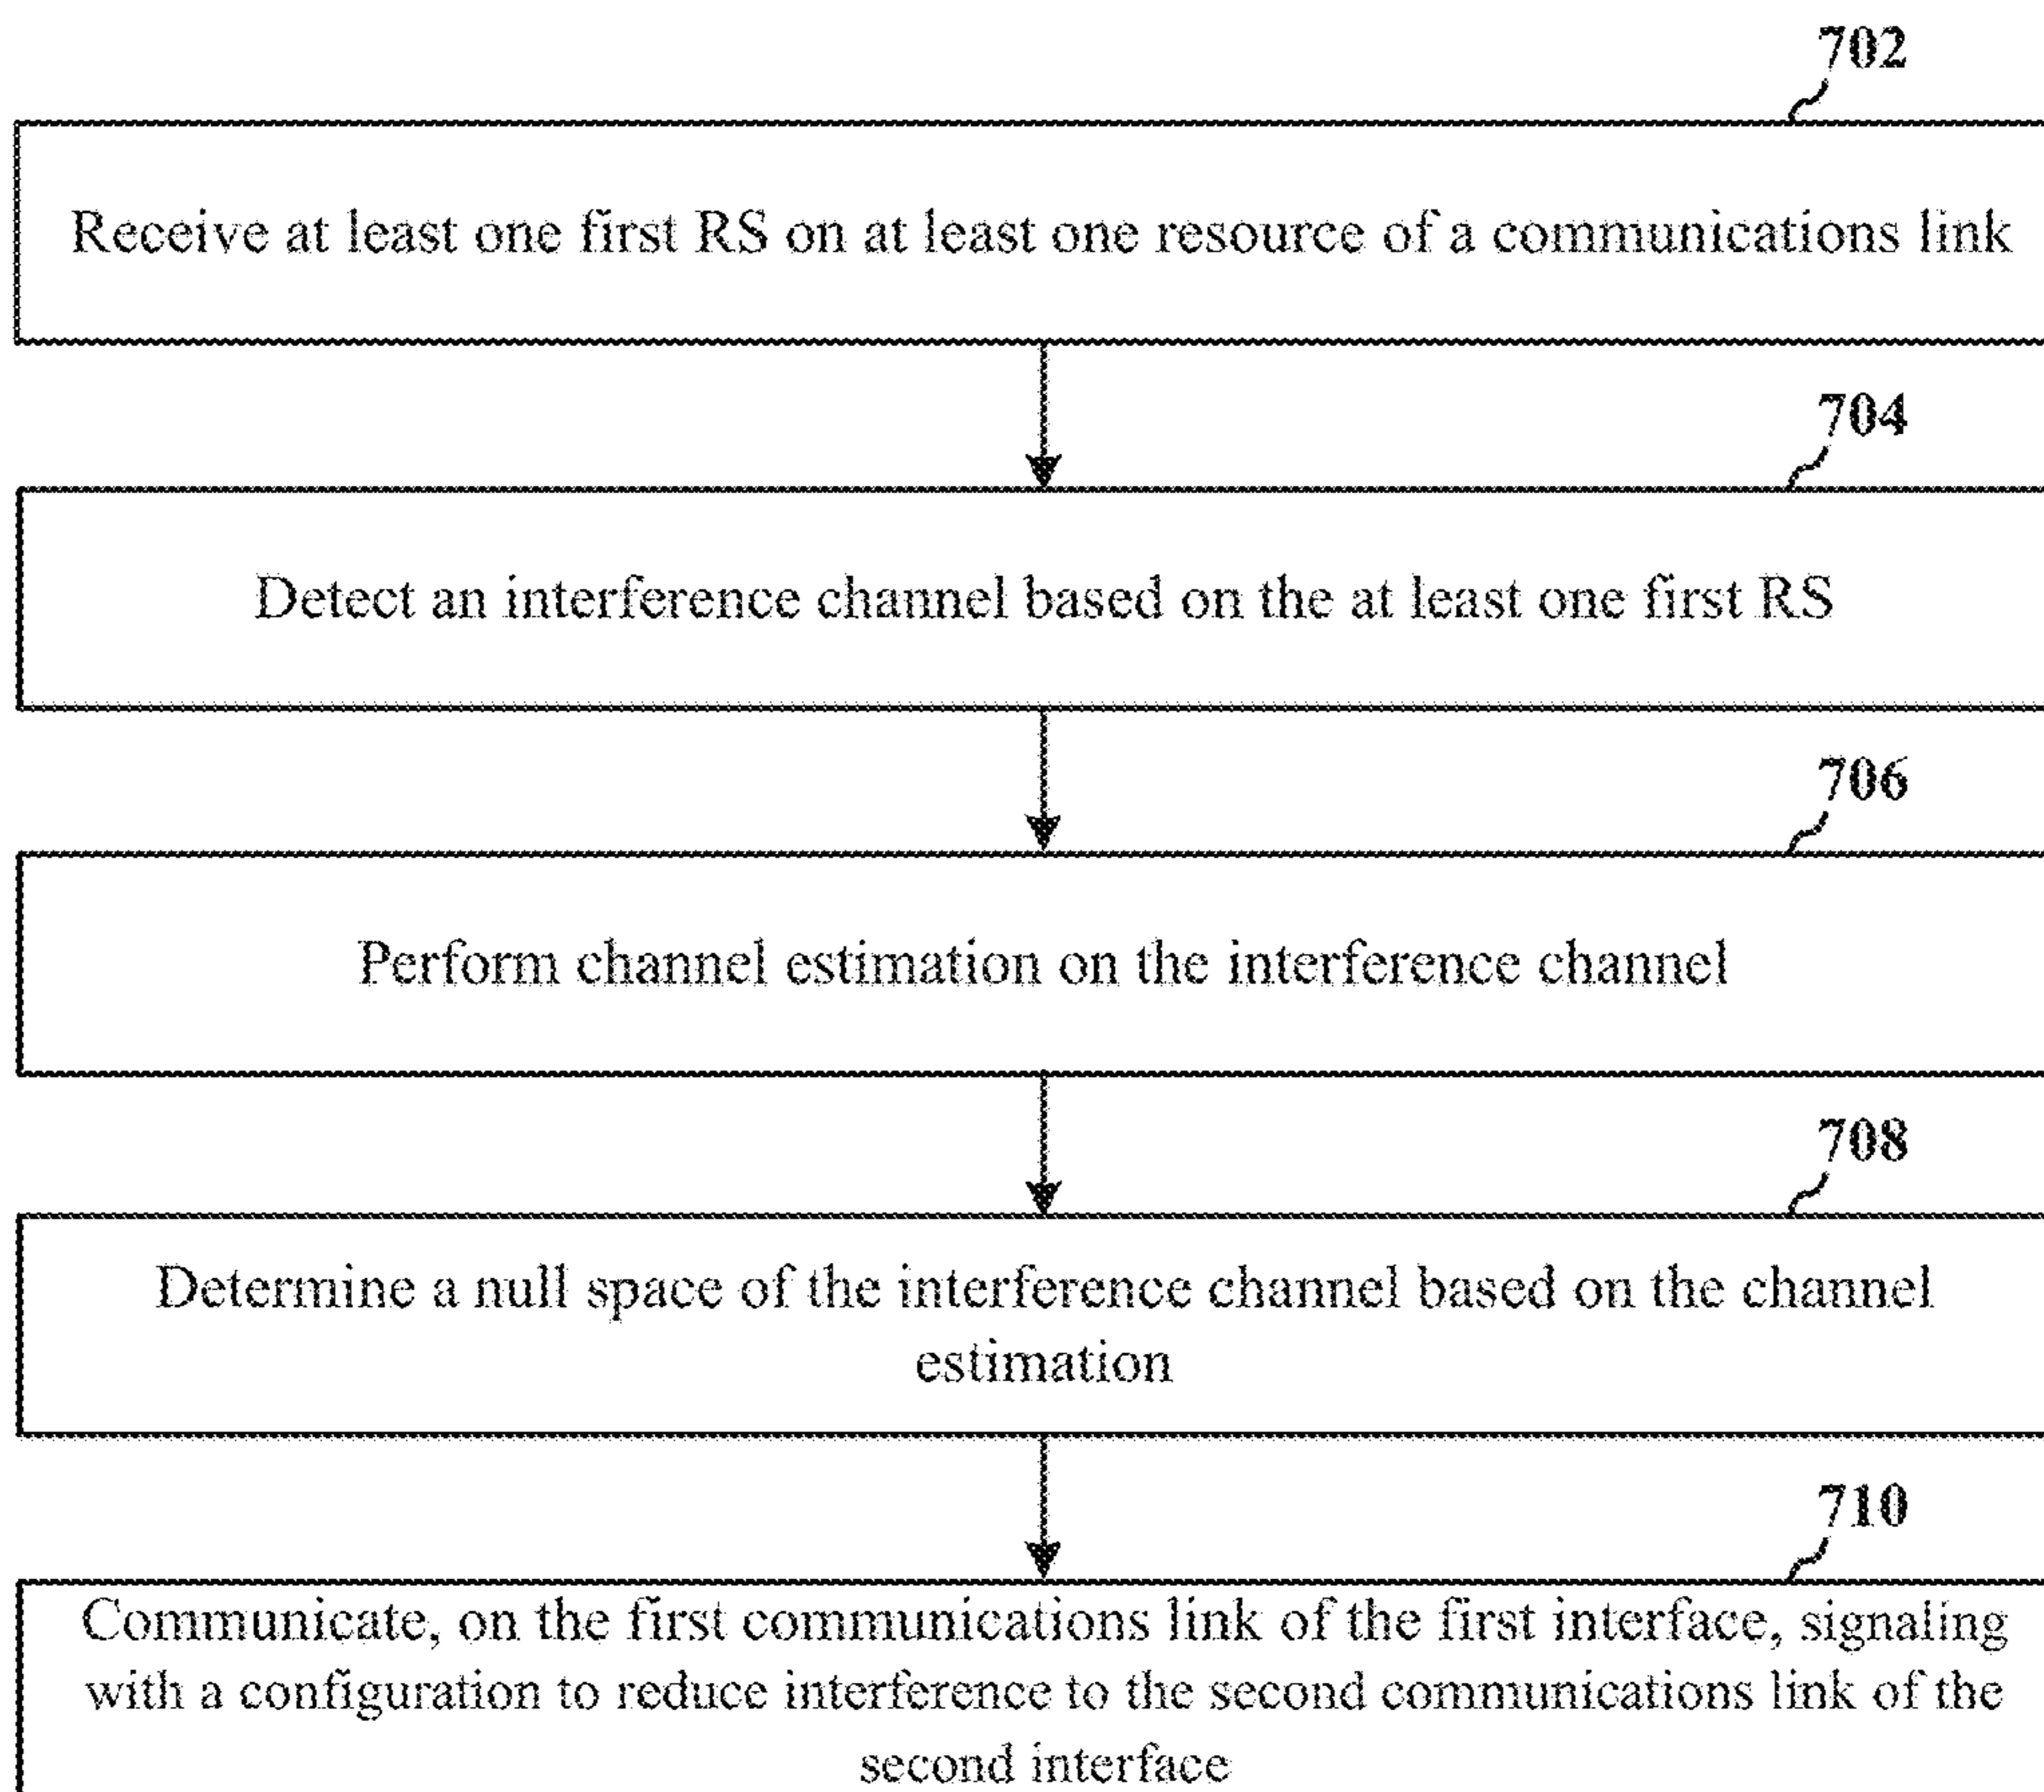 702
Receive at least one first RS on at least one resource of a communications link
704
Detect an interference channel based on the at least one first RS
706
Perform channel estimation on the interference channel
708
Determine a null space of the interference channel based on the channel
estimation
710
Communicate, on the first communications link of the first interface, signaling
with a configuration to reduce interference to the second communications link of the
second interface